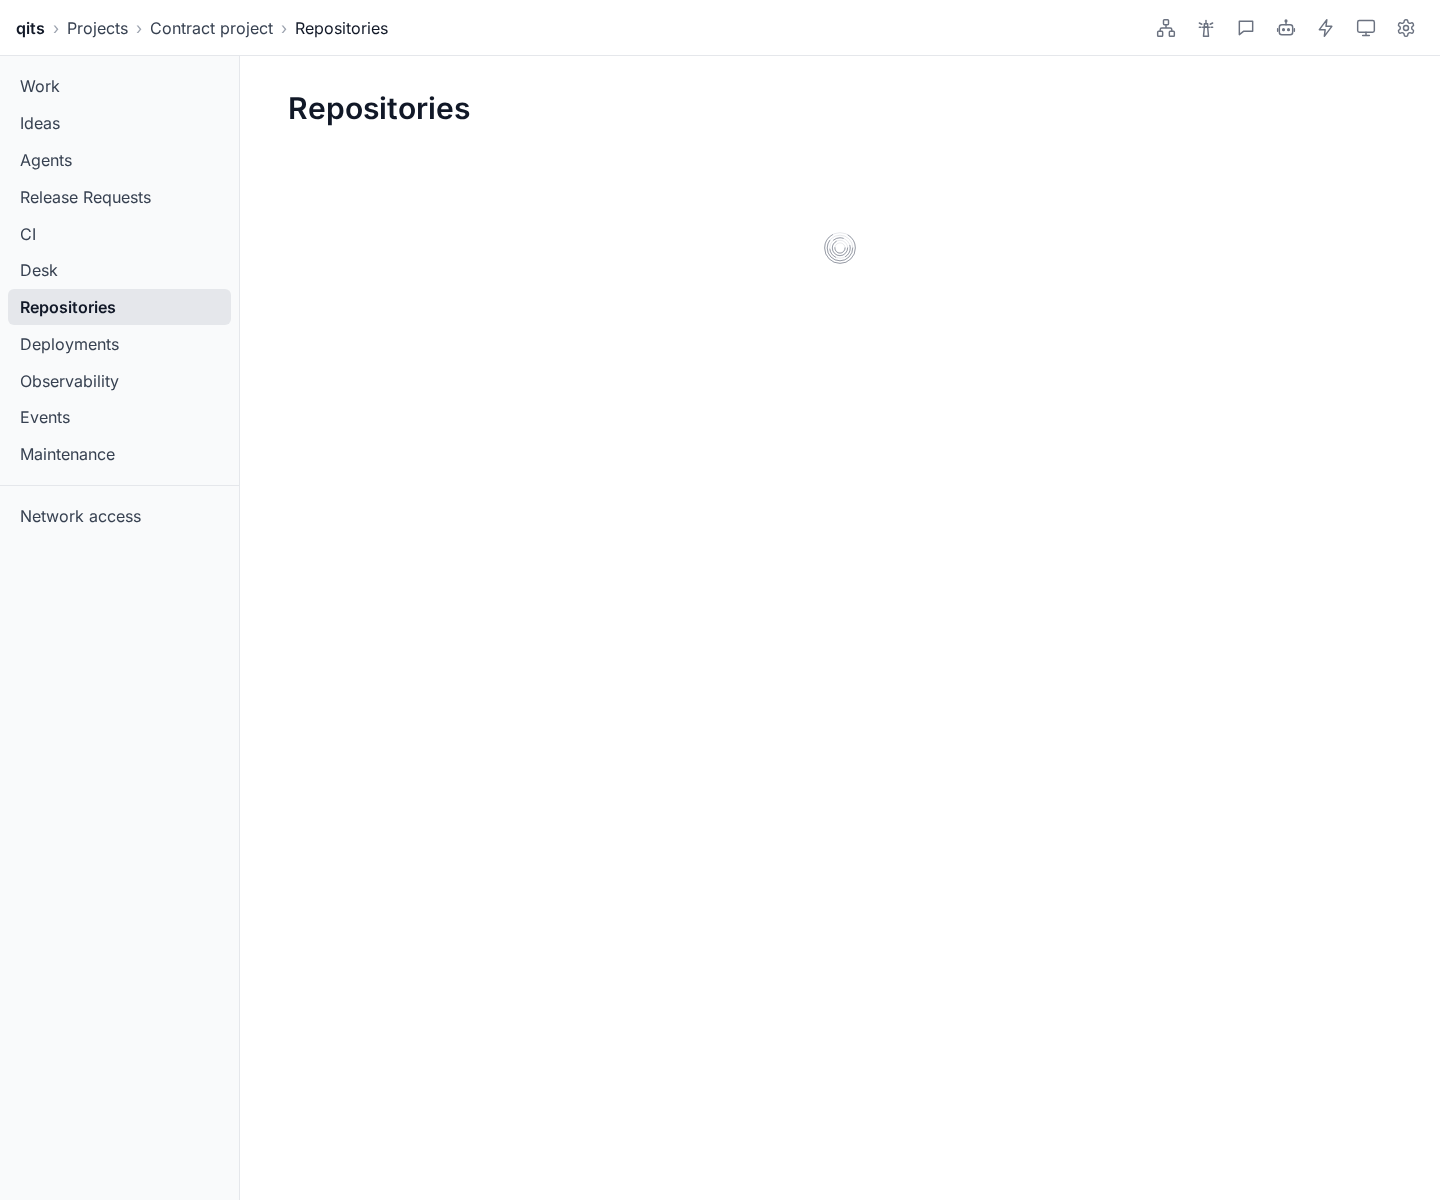 qits › Projects › Contract project › Repositories
Work
Ideas
Agents
Release Requests
CI
Desk
Repositories
Deployments
Observability
Events
Maintenance
Network access
Repositories